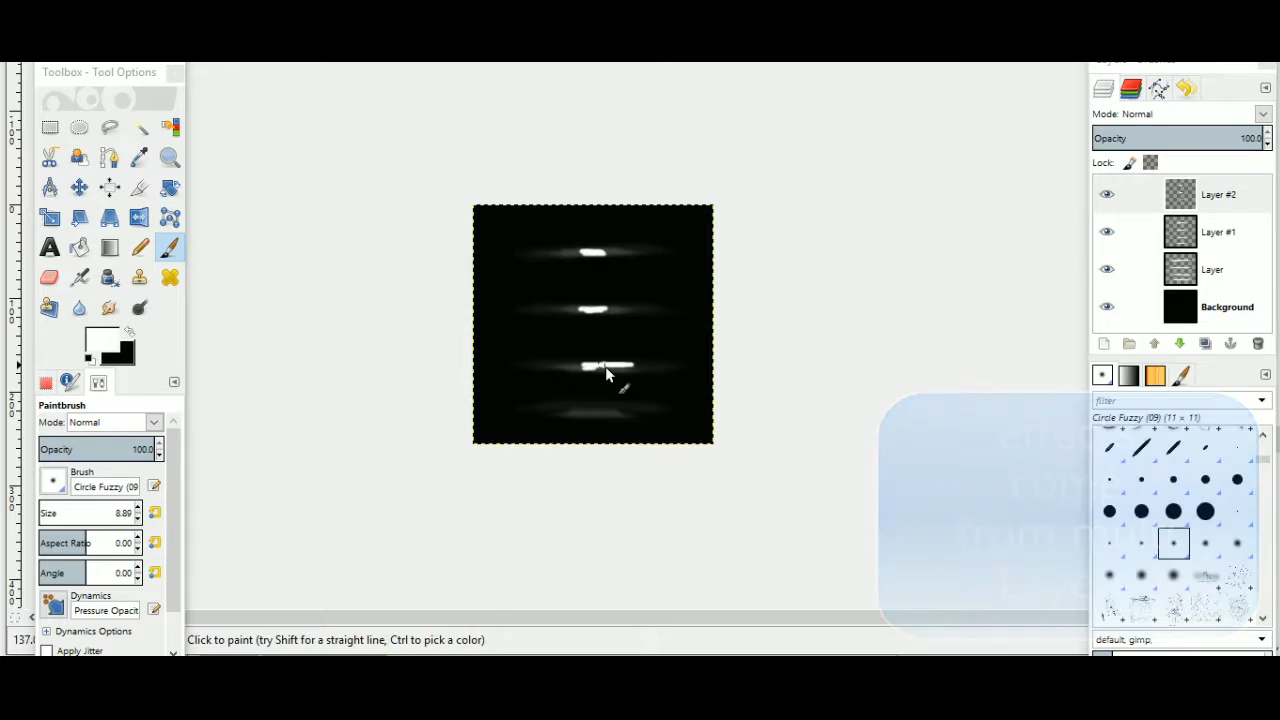 Toolbox - Tool Options
Mode: Normal
Opacity 100.0
Lock:
Layer #2
Layer #1
Layer
Background
Paintbrush
Mode: Normal
Opacity 100.0
Brush
Circle Fuzzy (09
Size 8.89
Aspect Ratio 0.00
Angle 0.00
Dynamics
Pressure Opacit
Dynamics Options
Apply Jitter
filter
Circle Fuzzy (09) (11 × 11)
from
default, gimp,
137.
Click to paint (try Shift for a straight line, Ctrl to pick a color)